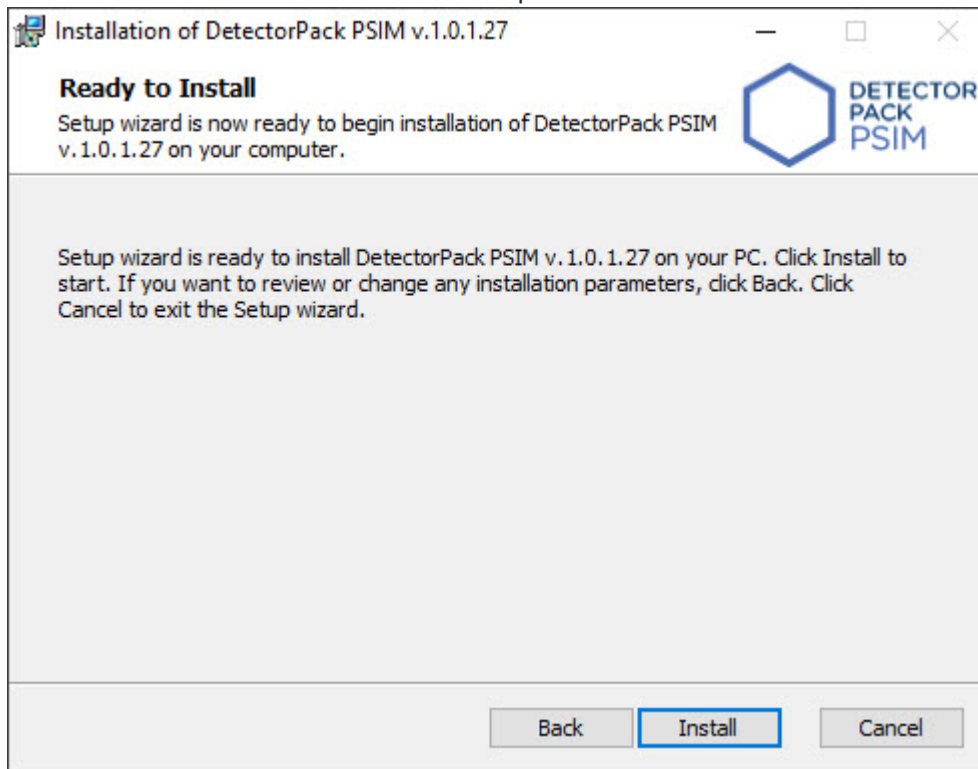 Installation of DetectorPack PSIM v.1.0.1.27
Ready to Install
Setup wizard is now ready to begin installation of DetectorPack PSIM
v.1.0.1.27 on your computer.
DETECTOR
PACK
PSIM
Setup wizard is ready to install DetectorPack PSIM v.1.0.1.27 on your PC. Click Install to
start. If you want to review or change any installation parameters, click Back. Click
Cancel to exit the Setup wizard.
Back
Install
Cancel